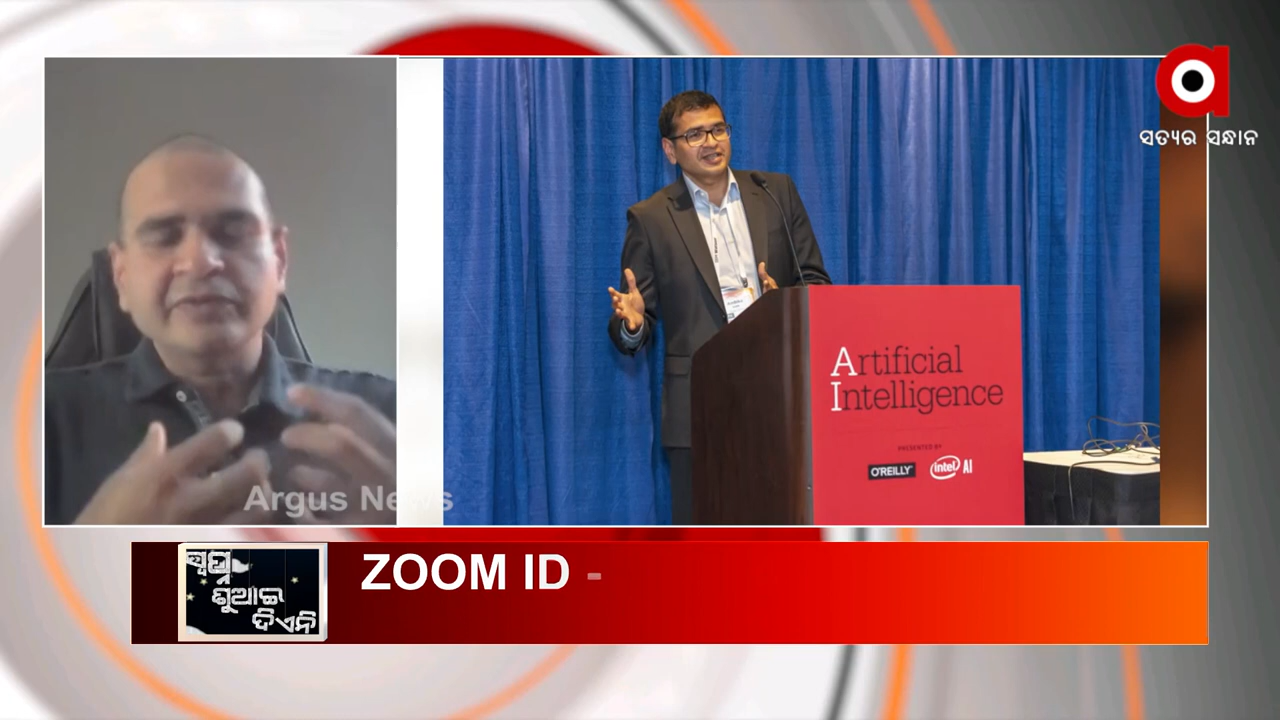 ସତ୍ୟର ସନ୍ଧାନ
Artificial
Intelligence
PRESENTED BY
O'REILLY
intel AI
Argus News
ZOOM ID -
ସ୍ୱପ୍ନ
ଶୁଆଇ
ଦିଏନି